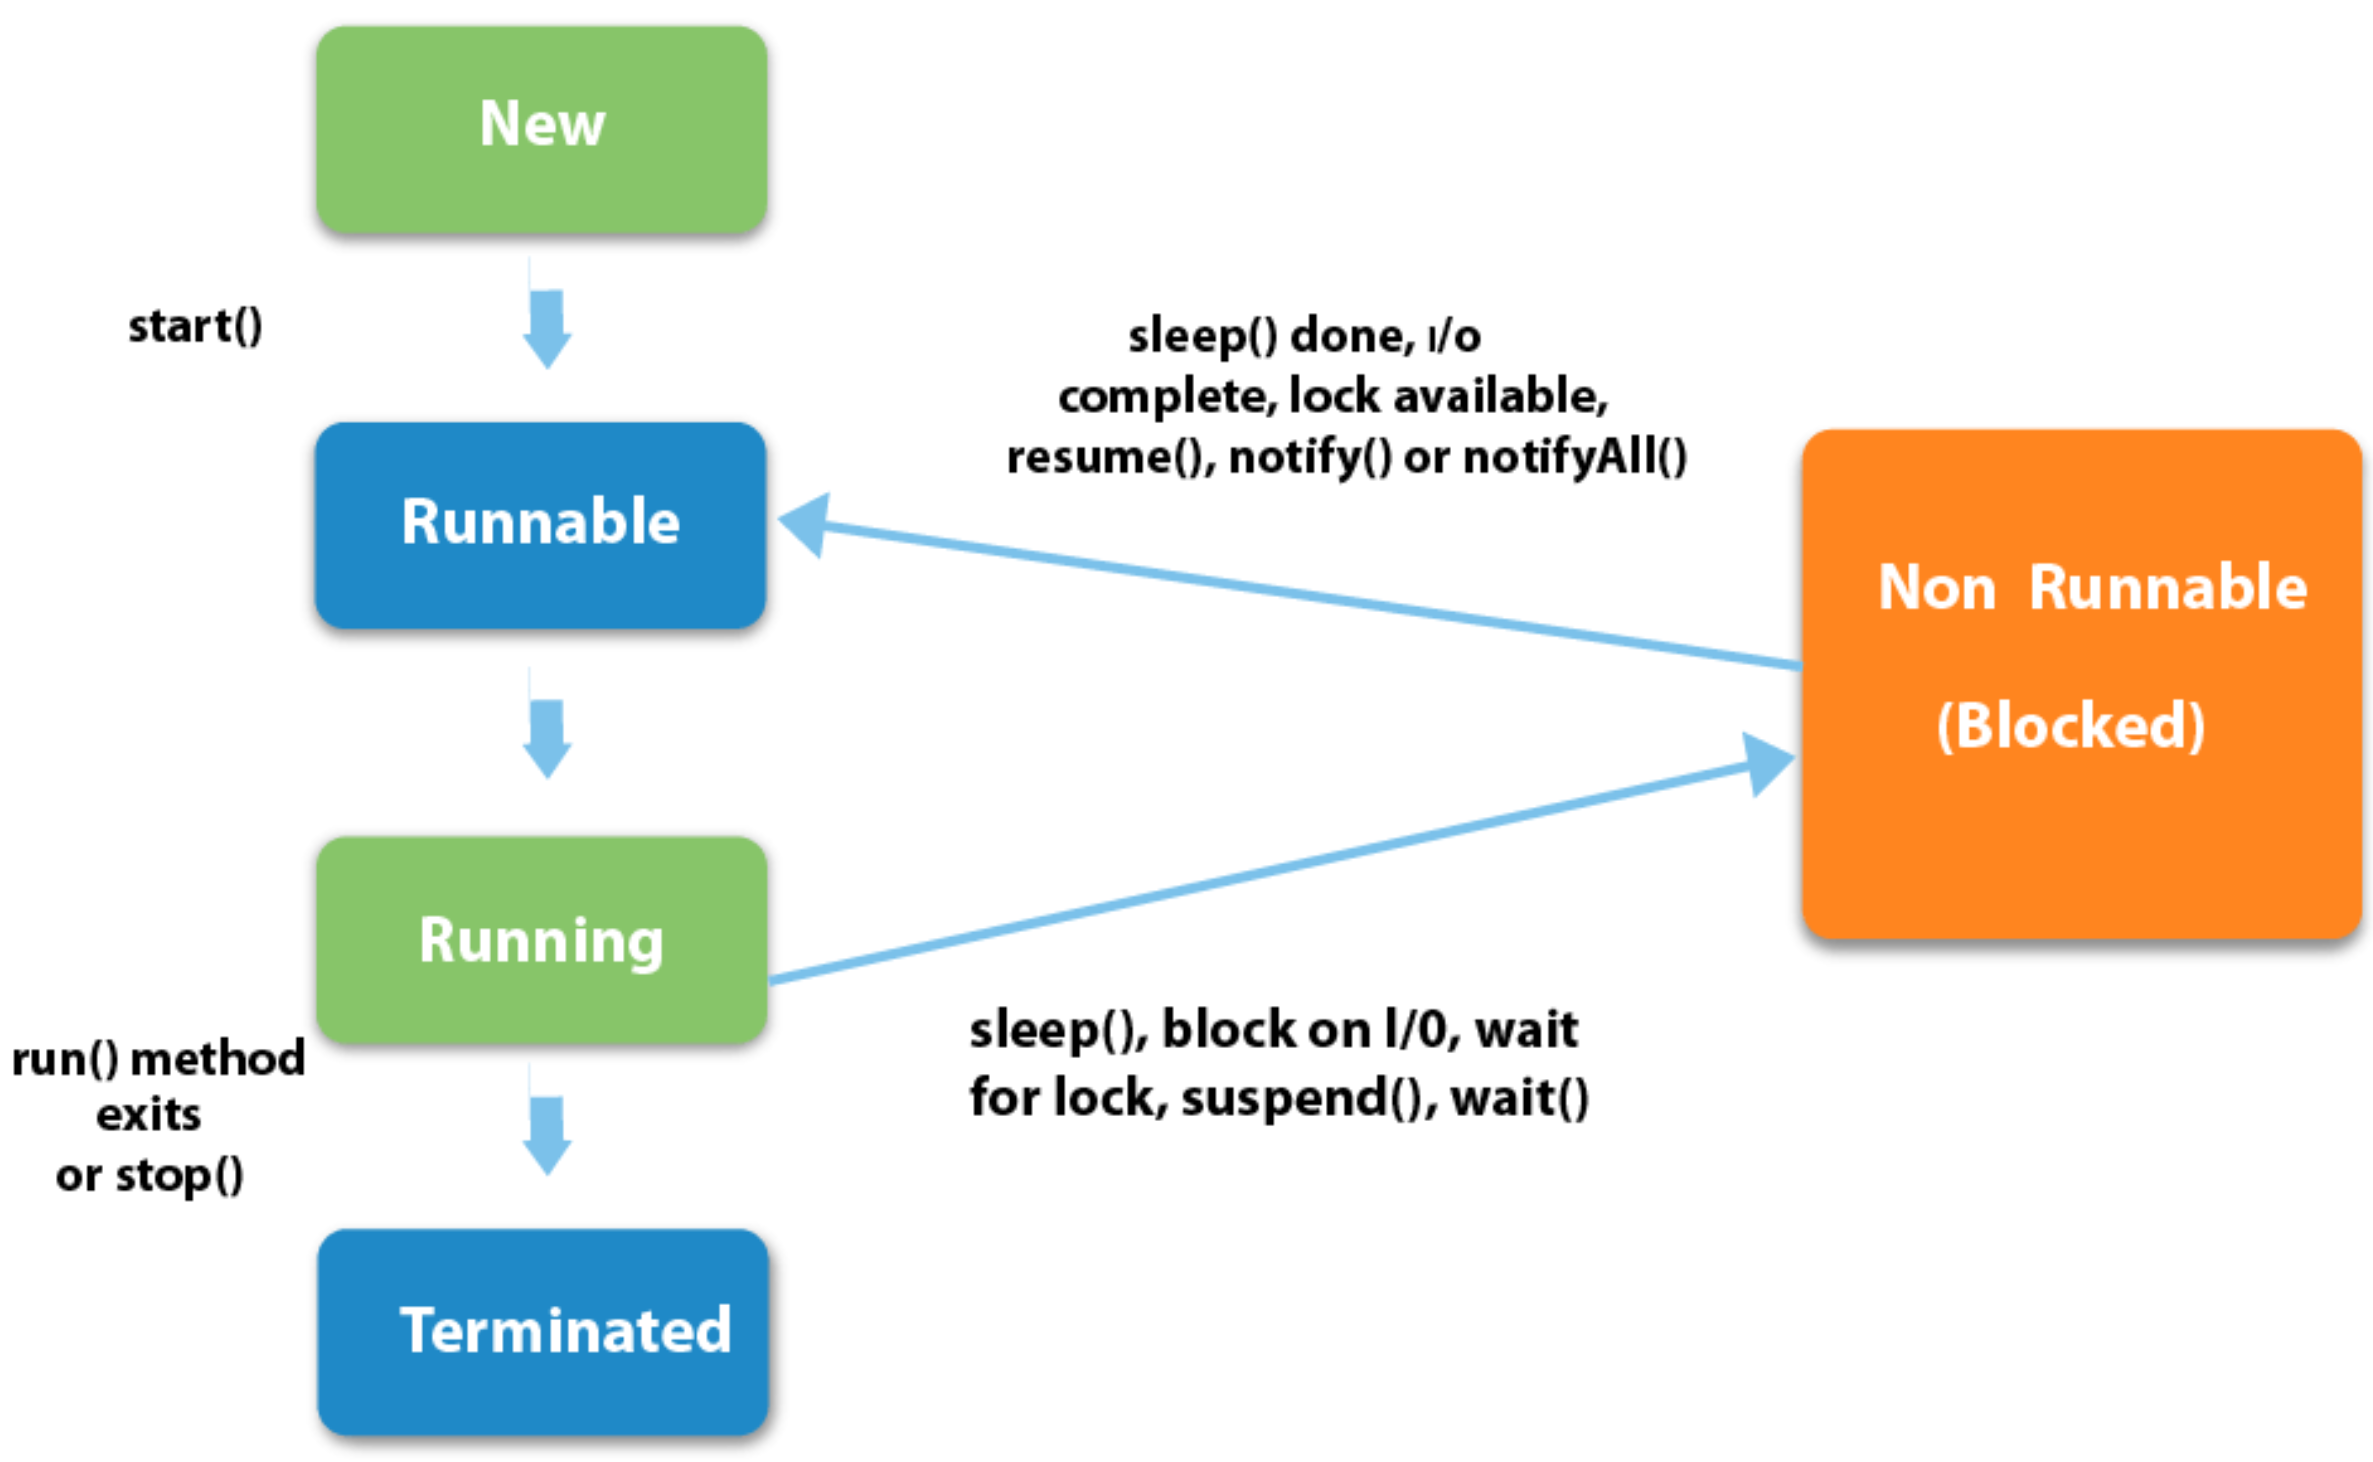 New
start()
sleep() done, ı/o
complete, lock available,
resume(), notify() or notifyAll()
Runnable
Non Runnable
(Blocked)
Running
sleep(), block on l/0, wait
for lock, suspend(), wait()
run() method
exits
or stop()
Terminated